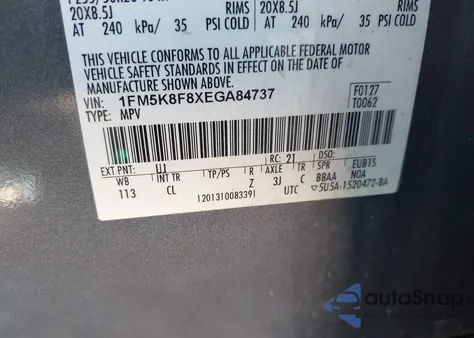 20X8.5J RIMS 20X8.5J RIMS
AT 240 kPa/ 35 PSI COLD AT 240 kPa/ 35 PSI COLD
THIS VEHICLE CONFORMS TO ALL APPLICABLE FEDERAL MOTOR
VEHICLE SAFETY STANDARDS IN EFFECT ON THE DATE OF
MANUFACTURE SHOWN ABOVE.
VIN: 1FM5K8F8XEGA84737 F0127
TYPE: MPV T0062
EXT PNT: UJ RC: 21 DSO:
WB INT TR TP/PS R AXLE TR SPR EUB1S
113 CL Z 3J C BBAA NOA
1201310083391 UTC ▽5U5A-1520472-BA
autoSnap